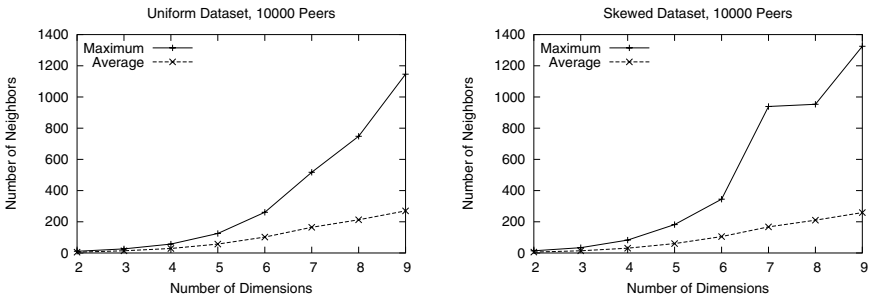 Uniform Dataset, 10000 Peers
1400
1200
1000
800
600
400
200
0
Number of Neighbors
Maximum
Average
2 3 4 5 6 7 8 9
Number of Dimensions
Skewed Dataset, 10000 Peers
1400
1200
1000
800
600
400
200
0
Number of Neighbors
Maximum
Average
2 3 4 5 6 7 8 9
Number of Dimensions